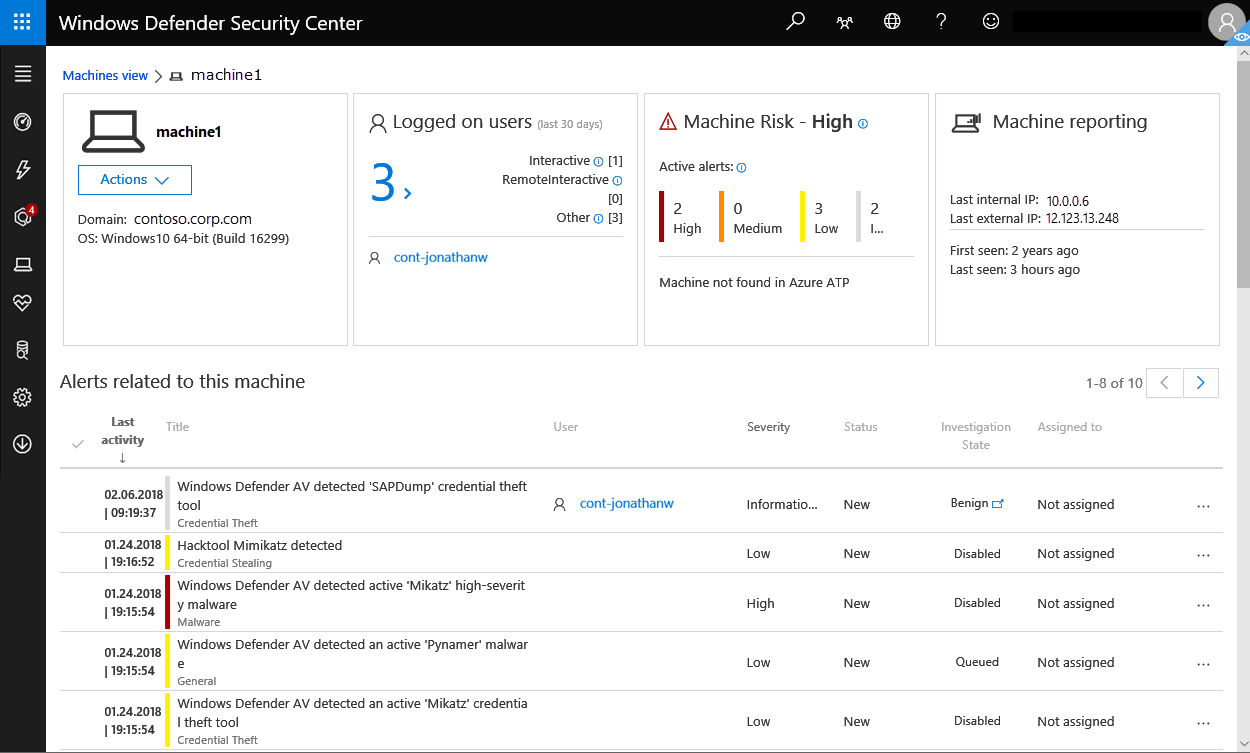 Windows Defender Security Center
?
Machines view > machine1
4
machine1
Actions
Domain: contoso.corp.com
OS: Windows10 64-bit (Build 16299)
Logged on users (last 30 days)
3 >
Interactive [1]
RemoteInteractive
[0]
Other [3]
cont-jonathanw
Machine Risk - High
Active alerts:
2
High
0
Medium
3
Low
2
I...
Machine not found in Azure ATP
Machine reporting
Last internal IP: 10.0.0.6
Last external IP: 12.123.13.248
First seen: 2 years ago
Last seen: 3 hours ago
Alerts related to this machine
1-8 of 10
Last
activity
↓
Title
User
Severity
Status
Investigation
State
Assigned to
02.06.2018
| 09:19:37
Windows Defender AV detected 'SAPDump' credential theft
tool
Credential Theft
cont-jonathanw
Informatio...
New
Benign
Not assigned
...
01.24.2018
| 19:16:52
Hacktool Mimikatz detected
Credential Stealing
Low
New
Disabled
Not assigned
...
01.24.2018
| 19:15:54
Windows Defender AV detected active 'Mikatz' high-severit
y malware
Malware
High
New
Disabled
Not assigned
...
01.24.2018
| 19:15:54
Windows Defender AV detected an active 'Pynamer' malwar
e
General
Low
New
Queued
Not assigned
...
01.24.2018
| 19:15:54
Windows Defender AV detected an active 'Mikatz' credentia
l theft tool
Credential Theft
Low
New
Disabled
Not assigned
...